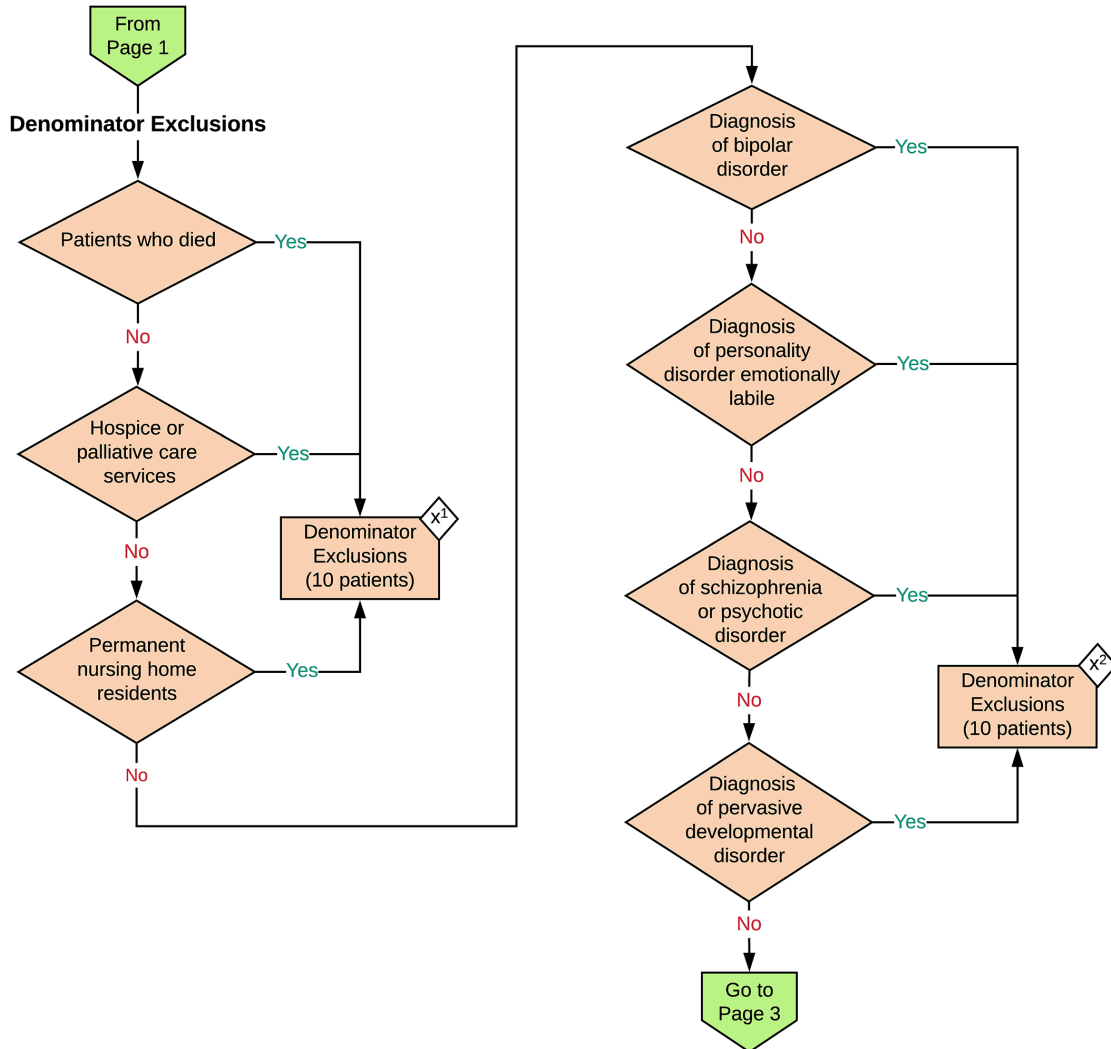 From
Page 1
Denominator Exclusions
Patients who died
Yes
No
Hospice or
palliative care
services
Yes
No
x¹
Denominator
Exclusions
(10 patients)
Permanent
nursing home
residents
Yes
No
Diagnosis
of bipolar
disorder
Yes
No
Diagnosis
of personality
disorder emotionally
labile
Yes
No
Diagnosis
of schizophrenia
or psychotic
disorder
Yes
No
x²
Denominator
Exclusions
(10 patients)
Diagnosis
of pervasive
developmental
disorder
Yes
No
Go to
Page 3